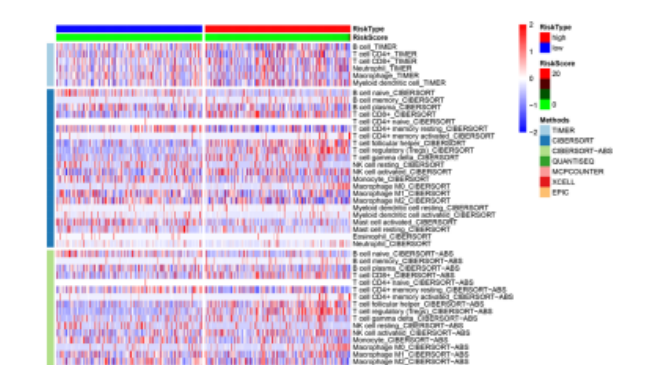 RiskType
RiskScore
B cell_TIMER
T cell CD4+_TIMER
T cell CD8+_TIMER
Neutrophil_TIMER
Macrophage_TIMER
Myeloid dendritic cell_TIMER
B cell naive_CIBERSORT
B cell memory_CIBERSORT
B cell plasma_CIBERSORT
T cell CD8+_CIBERSORT
T cell CD4+ naive_CIBERSORT
T cell CD4+ memory resting_CIBERSORT
T cell CD4+ memory activated_CIBERSORT
T cell follicular helper_CIBERSORT
T cell regulatory (Tregs)_CIBERSORT
T cell gamma delta_CIBERSORT
NK cell resting_CIBERSORT
NK cell activated_CIBERSORT
Monocyte_CIBERSORT
Macrophage M0_CIBERSORT
Macrophage M1_CIBERSORT
Macrophage M2_CIBERSORT
Myeloid dendritic cell resting_CIBERSORT
Myeloid dendritic cell activated_CIBERSORT
Mast cell activated_CIBERSORT
Mast cell resting_CIBERSORT
Eosinophil_CIBERSORT
Neutrophil_CIBERSORT
B cell naive_CIBERSORT-ABS
B cell memory_CIBERSORT-ABS
B cell plasma_CIBERSORT-ABS
T cell CD8+_CIBERSORT-ABS
T cell CD4+ naive_CIBERSORT-ABS
T cell CD4+ memory resting_CIBERSORT-ABS
T cell CD4+ memory activated_CIBERSORT-ABS
T cell follicular helper_CIBERSORT-ABS
T cell regulatory (Tregs)_CIBERSORT-ABS
T cell gamma delta_CIBERSORT-ABS
NK cell resting_CIBERSORT-ABS
NK cell activated_CIBERSORT-ABS
Monocyte_CIBERSORT-ABS
Macrophage M0_CIBERSORT-ABS
Macrophage M1_CIBERSORT-ABS
Macrophage M2_CIBERSORT-ABS
2
1
0
-1
-2
RiskType
high
low
RiskScore
20
0
Methods
TIMER
CIBERSORT
CIBERSORT-ABS
QUANTISEQ
MCPCOUNTER
XCELL
EPIC